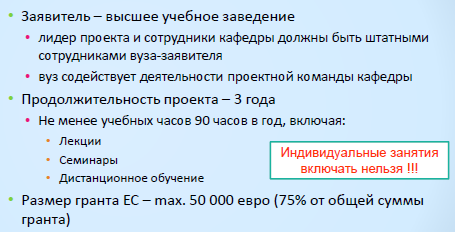 Заявитель – высшее учебное заведение
лидер проекта и сотрудники кафедры должны быть штатными
сотрудниками вуза-заявителя
вуз содействует деятельности проектной команды кафедры
Продолжительность проекта – 3 года
Не менее учебных часов 90 часов в год, включая:
Лекции
Семинары
Дистанционное обучение
Индивидуальные занятия
включать нельзя !!!
Размер гранта ЕС – max. 50 000 евро (75% от общей суммы
гранта)